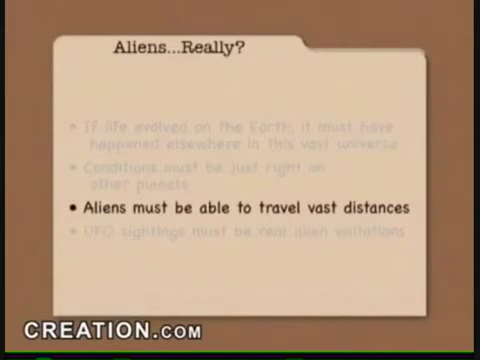 Aliens...Really?
• If life evolved on the Earth, it must have
happened elsewhere in this vast universe
• Conditions must be just right on
other planets
• Aliens must be able to travel vast distances
• UFO sightings must be real alien visitations
CREATION.COM